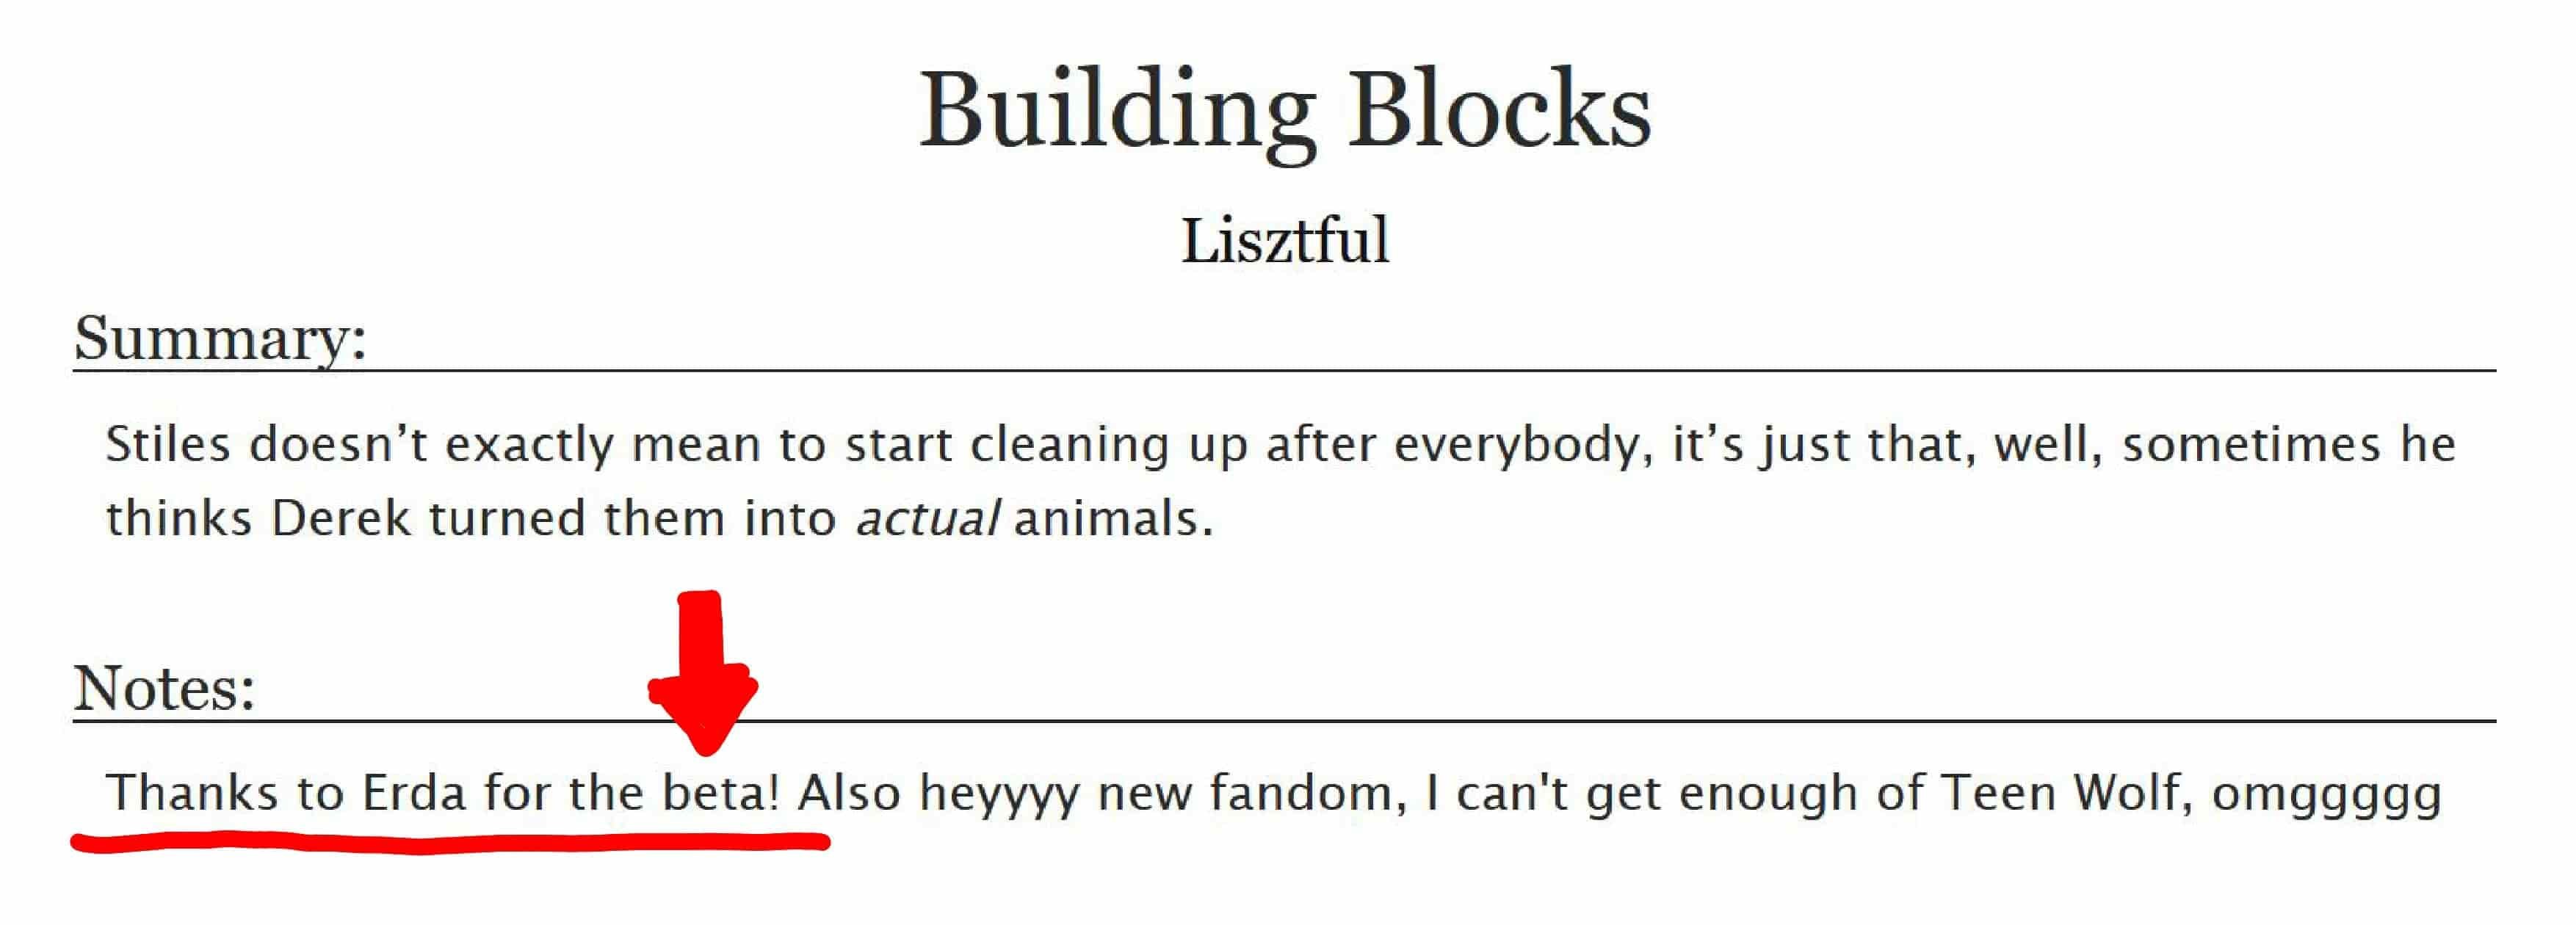 Building Blocks
Lisztful
Summary:
Stiles doesn’t exactly mean to start cleaning up after everybody, it’s just that, well, sometimes he
thinks Derek turned them into actual animals.
Notes:
Thanks to Erda for the beta! Also heyyyy new fandom, I can't get enough of Teen Wolf, omggggg